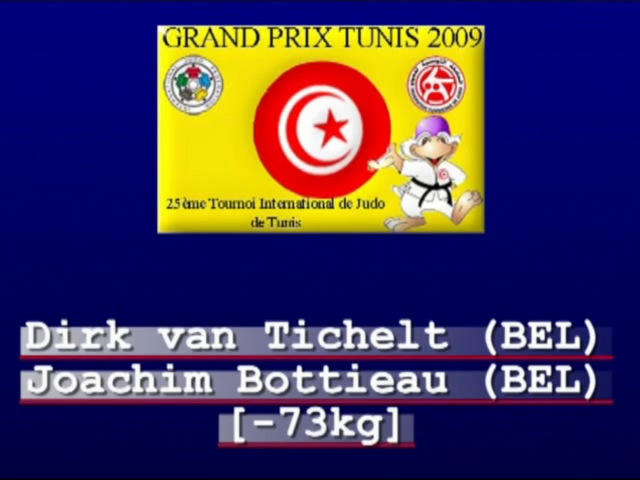 GRAND PRIX TUNIS 2009
25ème Tournoi International de Judo
de Tunis
Dirk van Tichelt (BEL)
Joachim Bottieau (BEL)
[-73kg]